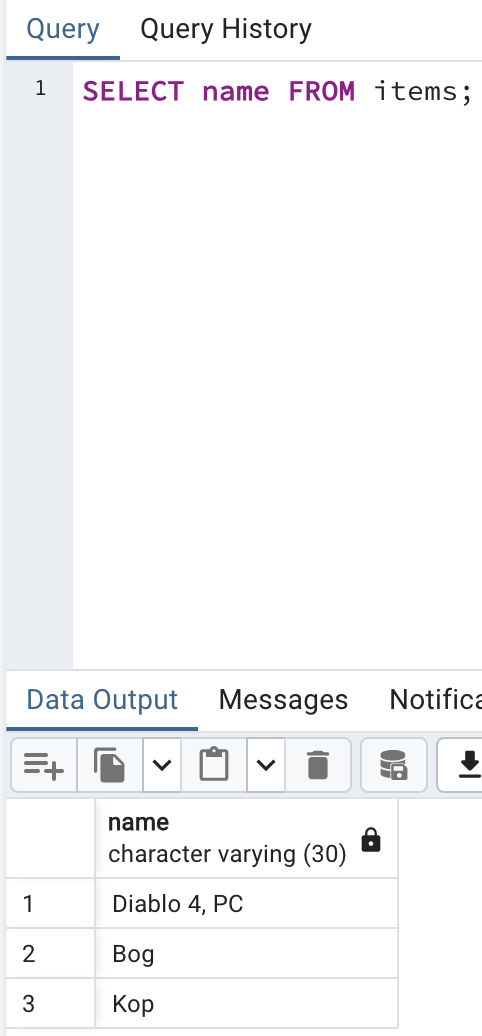 Query Query History
1 SELECT name FROM items;
Data Output Messages Notifica
name
character varying (30)
1 Diablo 4, PC
2 Bog
3 Kop